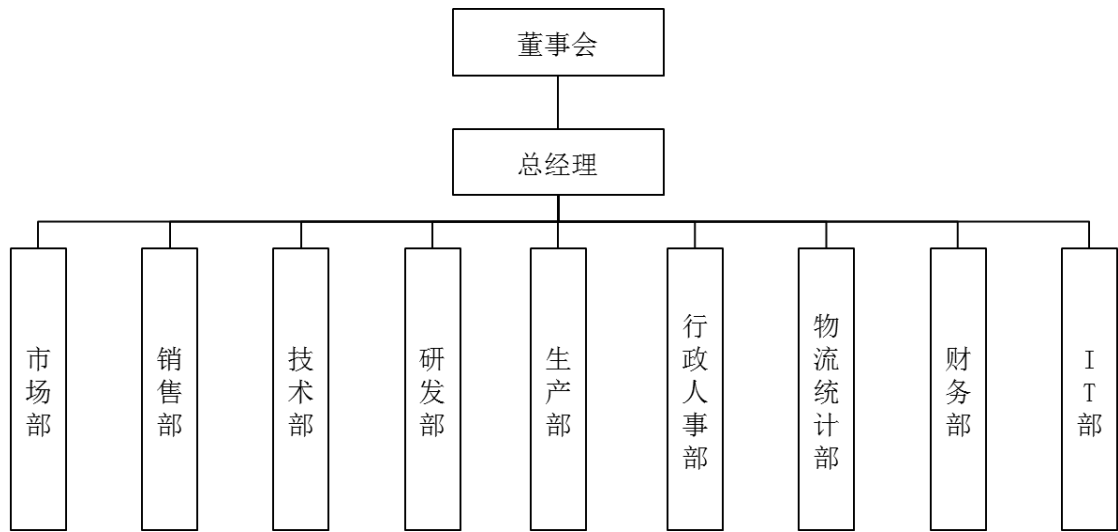 董事会
总经理
市场部
销售部
技术部
研发部
生产部
行政人事部
物流统计部
财务部
IT部